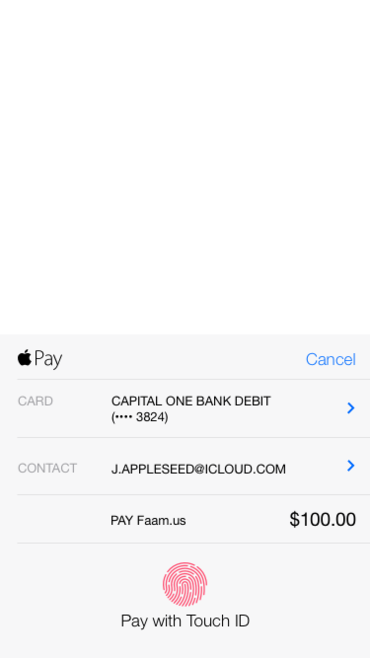 Pay
Cancel
CARD
CAPITAL ONE BANK DEBIT
(•••• 3824)
CONTACT
J.APPLESEED@ICLOUD.COM
PAY Faam.us
$100.00
Pay with Touch ID